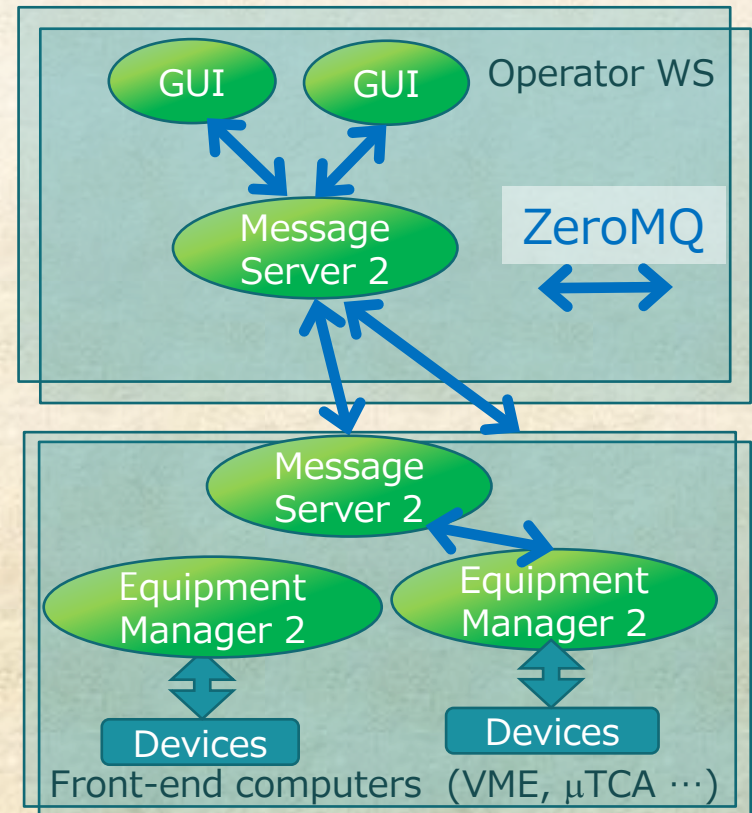 GUI
GUI
Operator WS
Message
Server 2
ZeroMQ
Message
Server 2
Equipment
Manager 2
Equipment
Manager 2
Devices
Devices
Front-end computers (VME, μTCA ⋯)